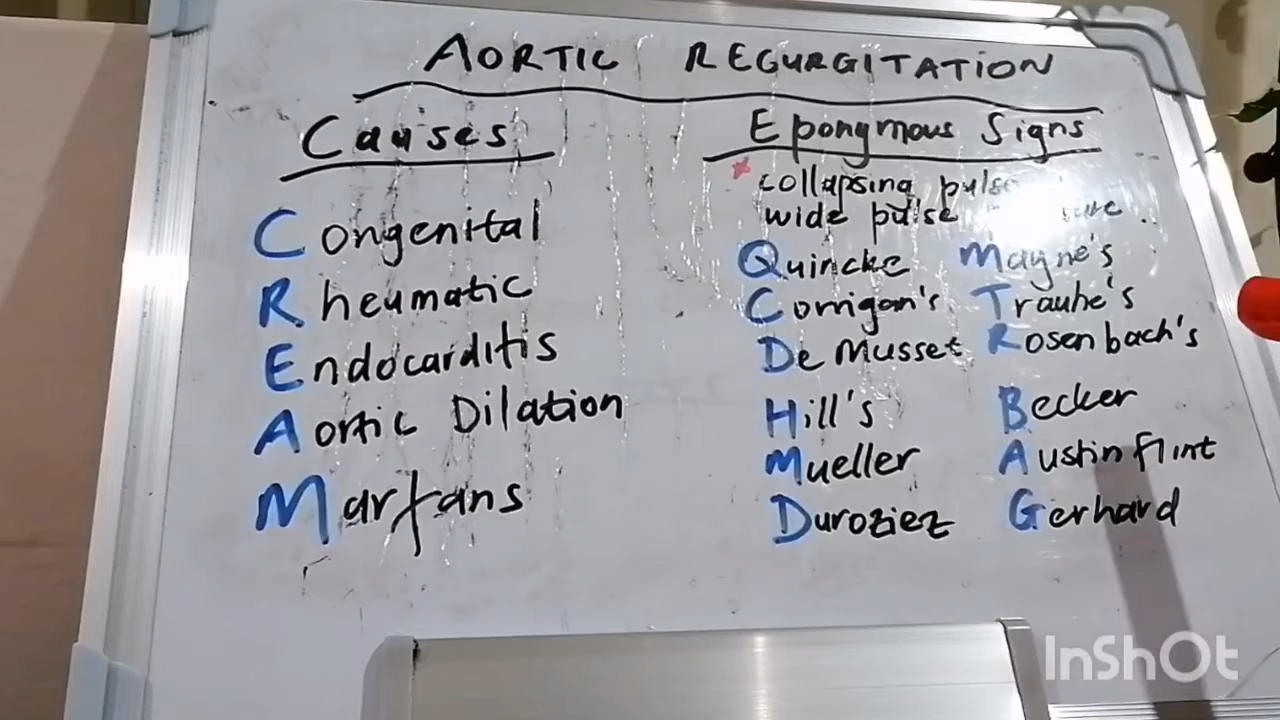 AORTIC REGURGITATION
Causes
Congenital
Rheumatic
Endocarditis
Aortic Dilation
Marfans
Eponymous Signs
* collapsing pulse
wide pulse
Quincke Mayne's
Corrigan's Traube's
De Musset Rosenbach's
Hill's Becker
Mueller Austin flint
Duroziez Gerhard
InShOt